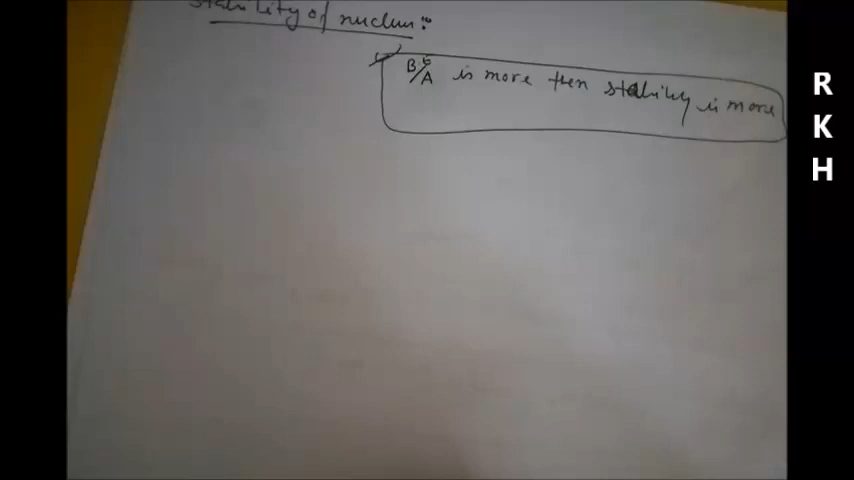 stability of nucleus:
B.E/A is more then stability is more
R
K
H